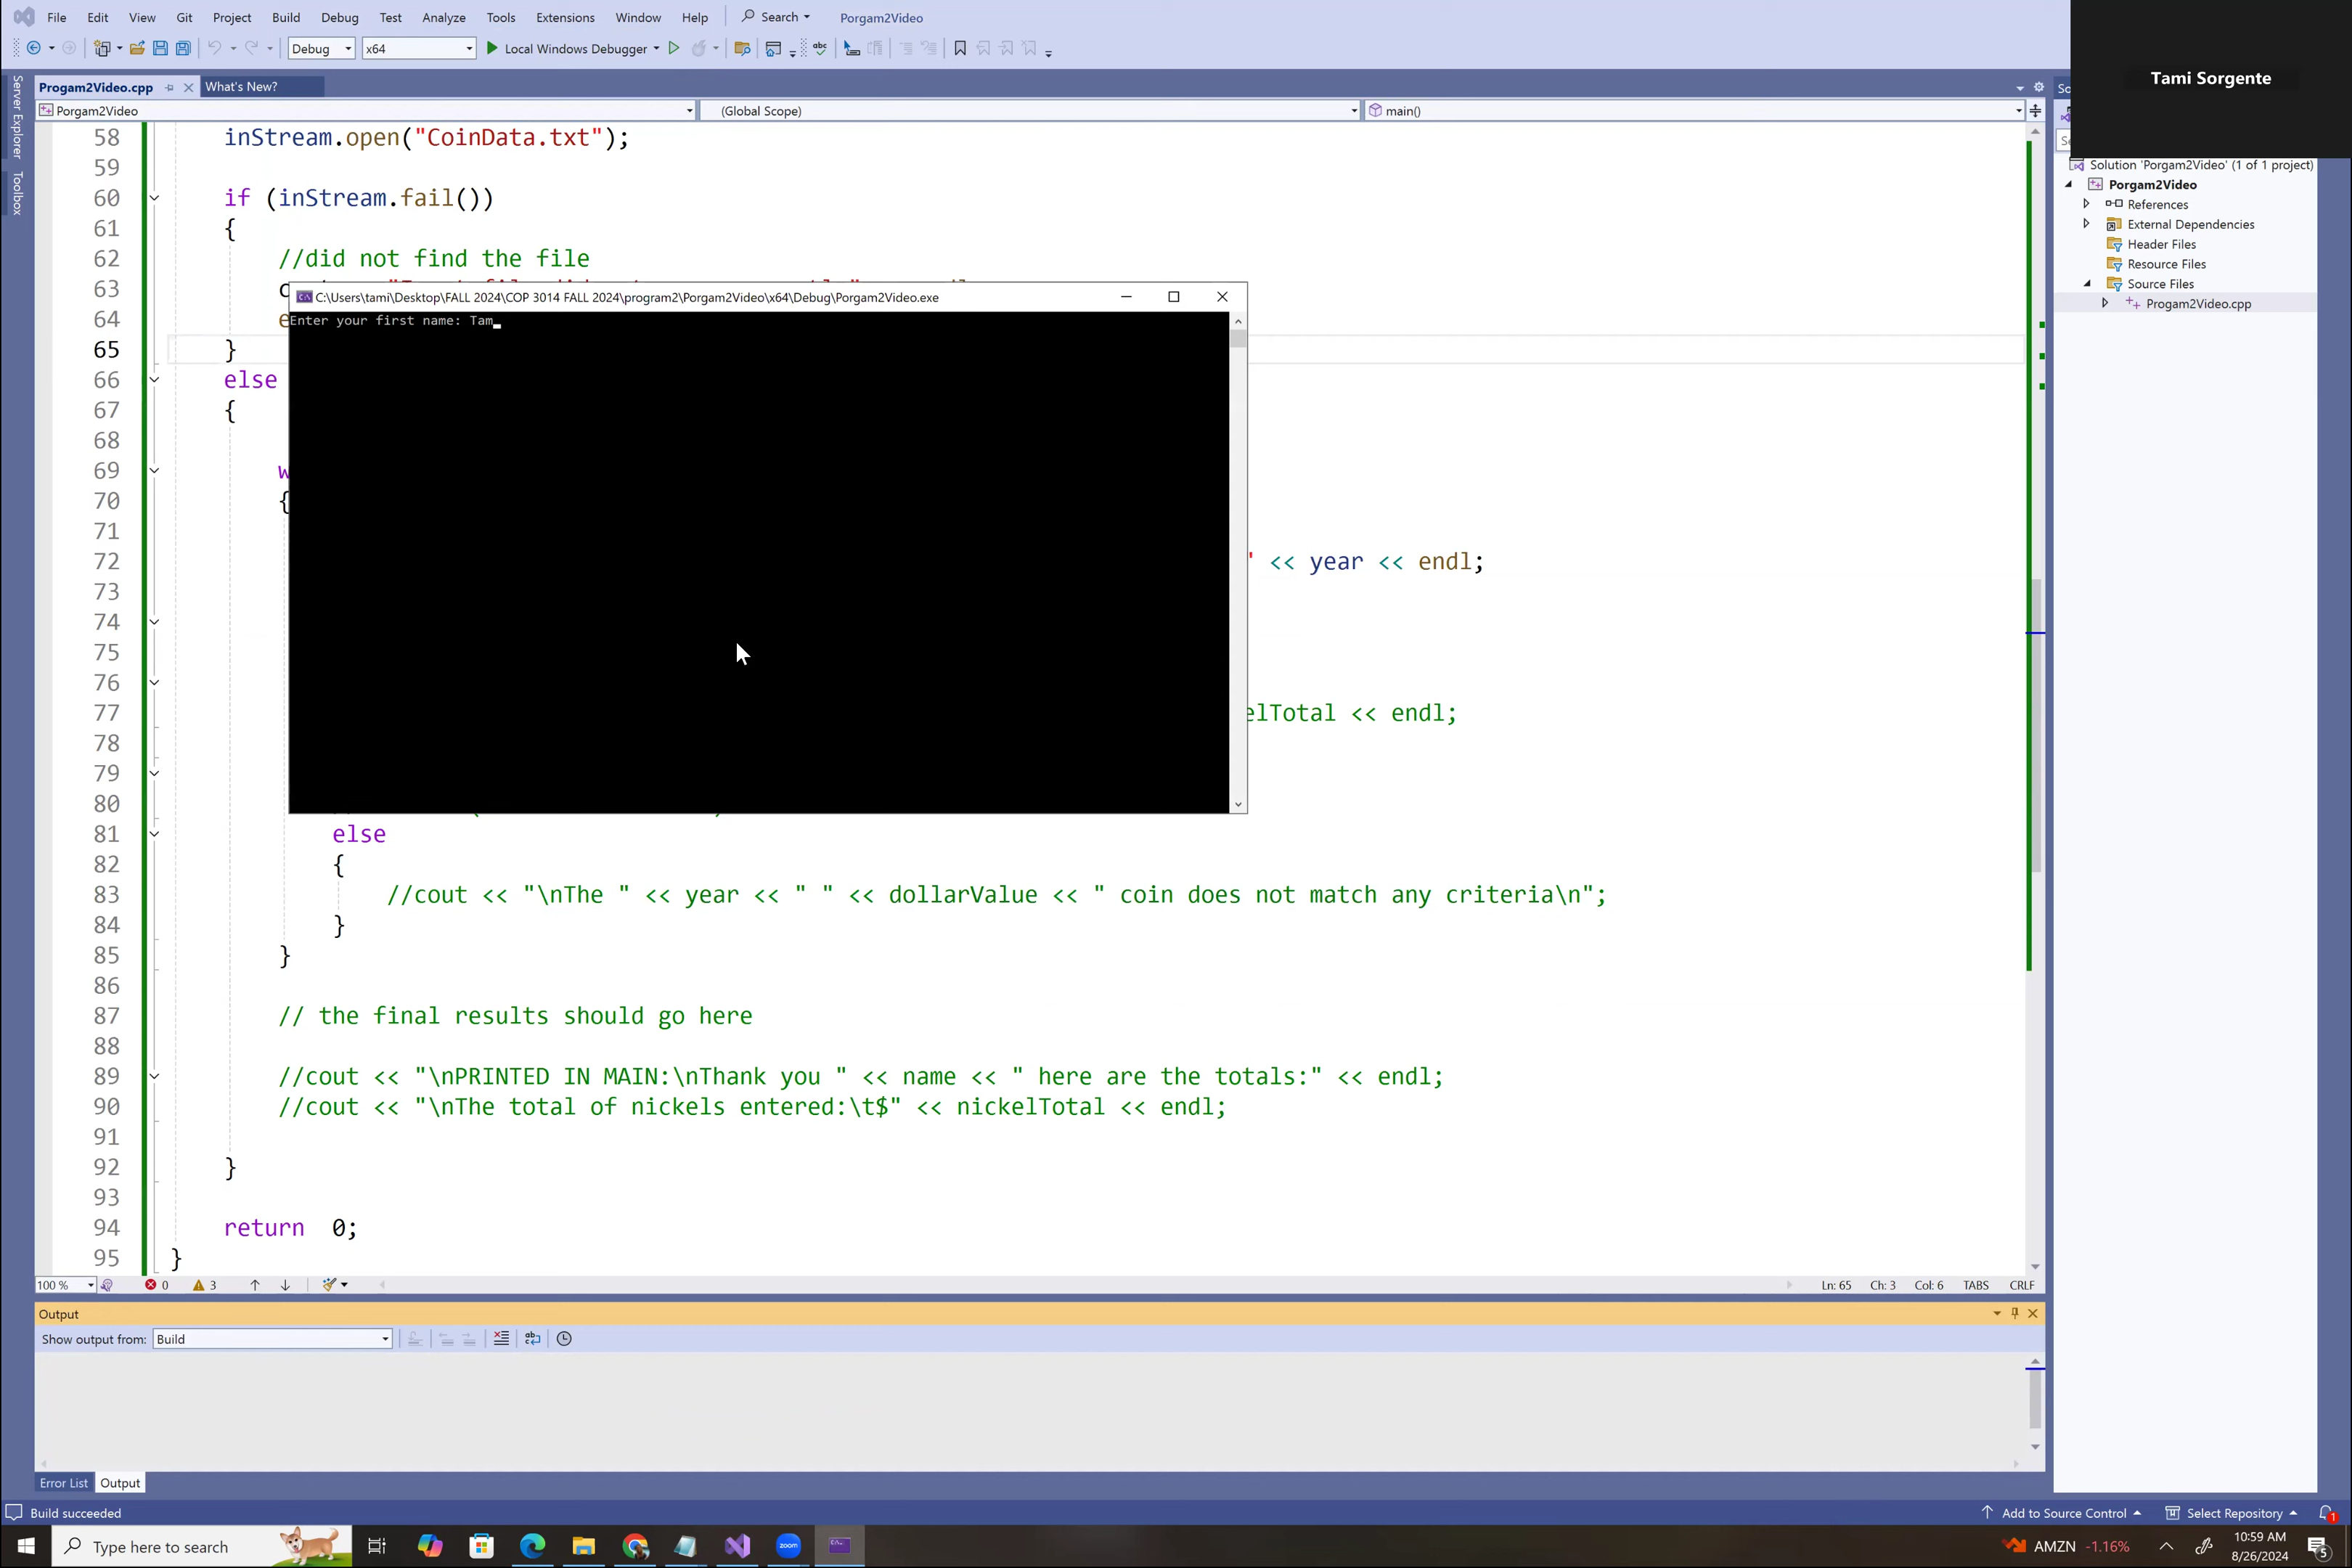 File Edit View Git Project Build Debug Test Analyze Tools Extensions Window Help Search Porgam2Video
Debug x64 Local Windows Debugger
Tami Sorgente
Server Explorer
Toolbox
Progam2Video.cpp What's New?
Porgam2Video (Global Scope) main()
58 inStream.open("CoinData.txt");
59
60 if (inStream.fail())
61 {
62 //did not find the file
63
64
65 }
66 else
67 {
68
69
70 {
71
72 << year << endl;
73
74
75
76
77 elTotal << endl;
78
79
80
81 else
82 {
83 //cout << "\nThe " << year << " " << dollarValue << " coin does not match any criteria\n";
84 }
85 }
86
87 // the final results should go here
88
89 //cout << "\nPRINTED IN MAIN:\nThank you " << name << " here are the totals:" << endl;
90 //cout << "\nThe total of nickels entered:\t$" << nickelTotal << endl;
91
92 }
93
94 return 0;
95 }
C:\Users\tami\Desktop\FALL 2024\COP 3014 FALL 2024\program2\Porgam2Video\x64\Debug\Porgam2Video.exe
Enter your first name: Tam
Solution 'Porgam2Video' (1 of 1 project)
Porgam2Video
References
External Dependencies
Header Files
Resource Files
Source Files
Progam2Video.cpp
100 % 0 3 Ln: 65 Ch: 3 Col: 6 TABS CRLF
Output
Show output from: Build
Error List Output
Build succeeded Add to Source Control Select Repository 1
Type here to search zoom AMZN -1.16% 10:59 AM
8/26/2024 5